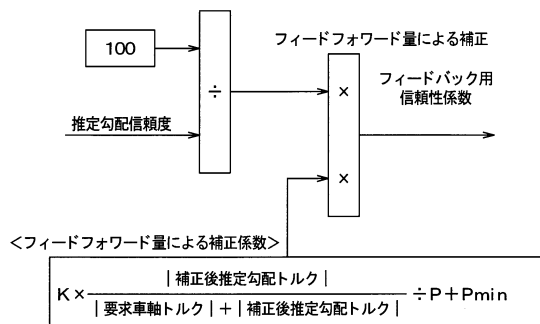 フィードフォワード量による補正
100
÷
×
フィードバック用
信頼性係数
推定勾配信頼度
×
<フィードフォワード量による補正係数>
K×|補正後推定勾配トルク|
|要求車軸トルク|+|補正後推定勾配トルク|
÷P+Pmin